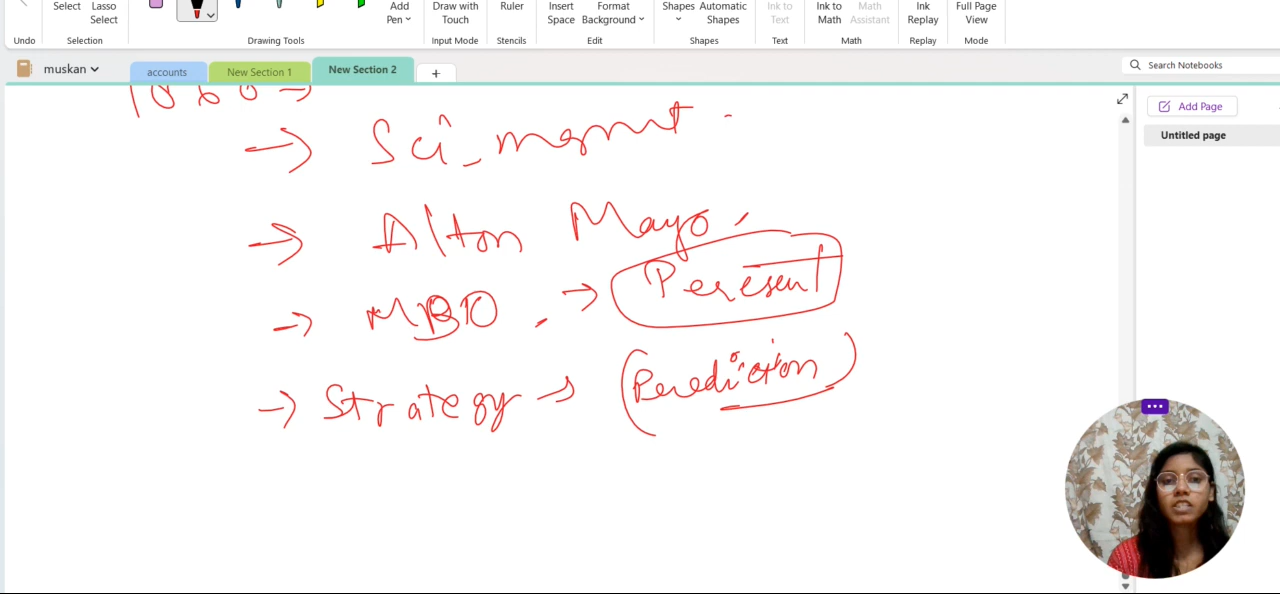 Select Lasso Select Add Pen Draw with Touch Ruler Insert Space Format Background Shapes Automatic Shapes Ink to Text Ink to Math Math Assistant Ink Replay Full Page View
Undo Selection Drawing Tools Input Mode Stencils Edit Shapes Text Math Replay Mode
muskan accounts New Section 1 New Section 2 + Search Notebooks
Add Page
Untitled page
→ Sci_mgmnt.
→ Alton Mayo.
→ MBO. → Peresent
→ Strategy → (Perediction)